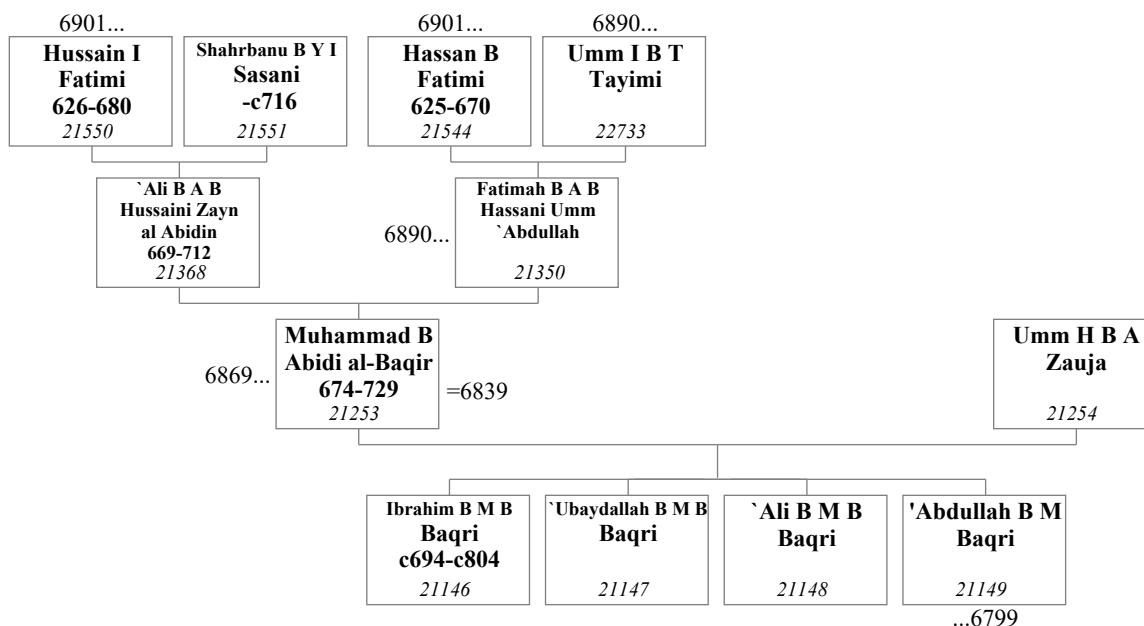 6901...
Hussain I
Fatimi
626-680
21550
Shahrbanu B Y I
Sasani
-c716
21551
6901...
Hassan B
Fatimi
625-670
21544
6890...
Umm I B T
Tayimi
22733
`Ali B A B
Hussaini Zayn
al Abidin
669-712
21368
6890...
Fatimah B A B
Hassani Umm
`Abdullah
21350
6869...
Muhammad B
Abidi al-Baqir
674-729
21253
=6839
Umm H B A
Zauja
21254
Ibrahim B M B
Baqri
c694-c804
21146
`Ubaydallah B M B
Baqri
21147
`Ali B M B
Baqri
21148
'Abdullah B M
Baqri
21149
...6799